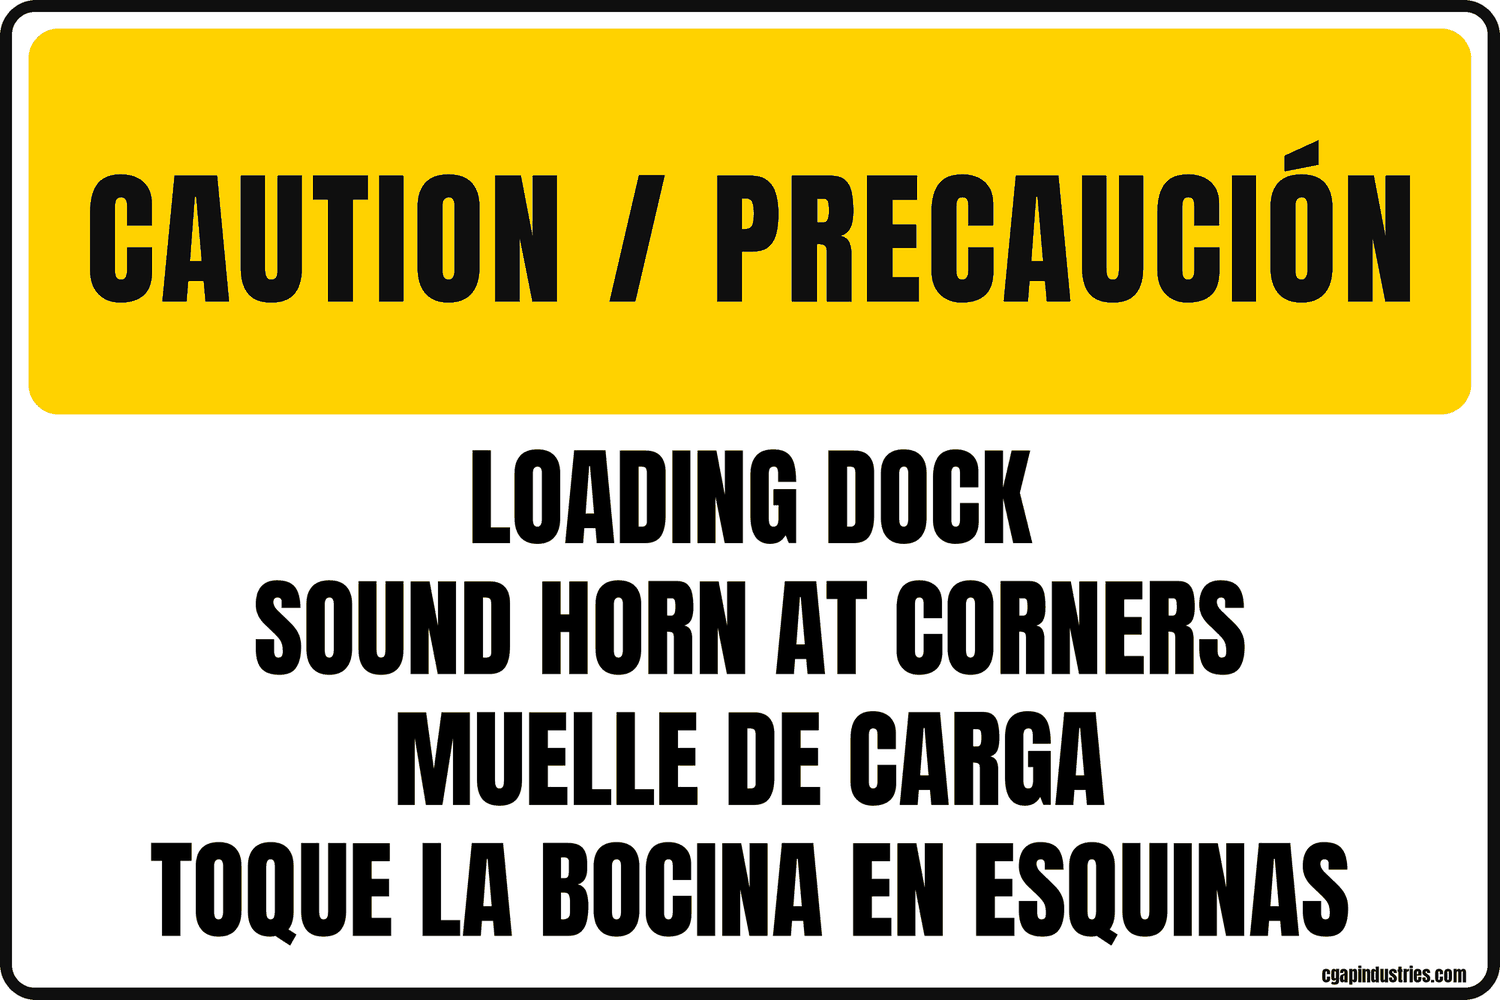 CAUTION / PRECAUCIÓN
LOADING DOCK
SOUND HORN AT CORNERS
MUELLE DE CARGA
TOQUE LA BOCINA EN ESQUINAS
cgapindustries.com